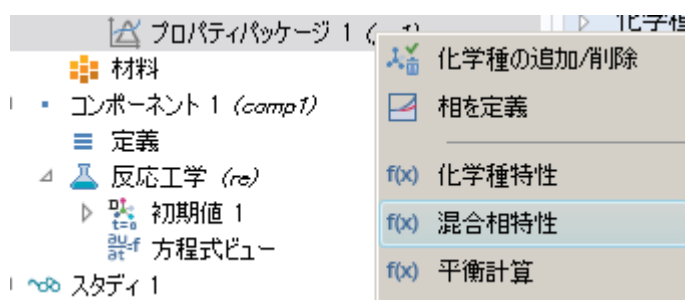 プロパティパッケージ 1
材料
コンポーネント 1 (comp1)
定義
反応工学 (re)
初期値 1
方程式ビュー
スタディ 1
化学種
化学種の追加/削除
相を定義
f(x) 化学種特性
f(x) 混合相特性
f(x) 平衡計算